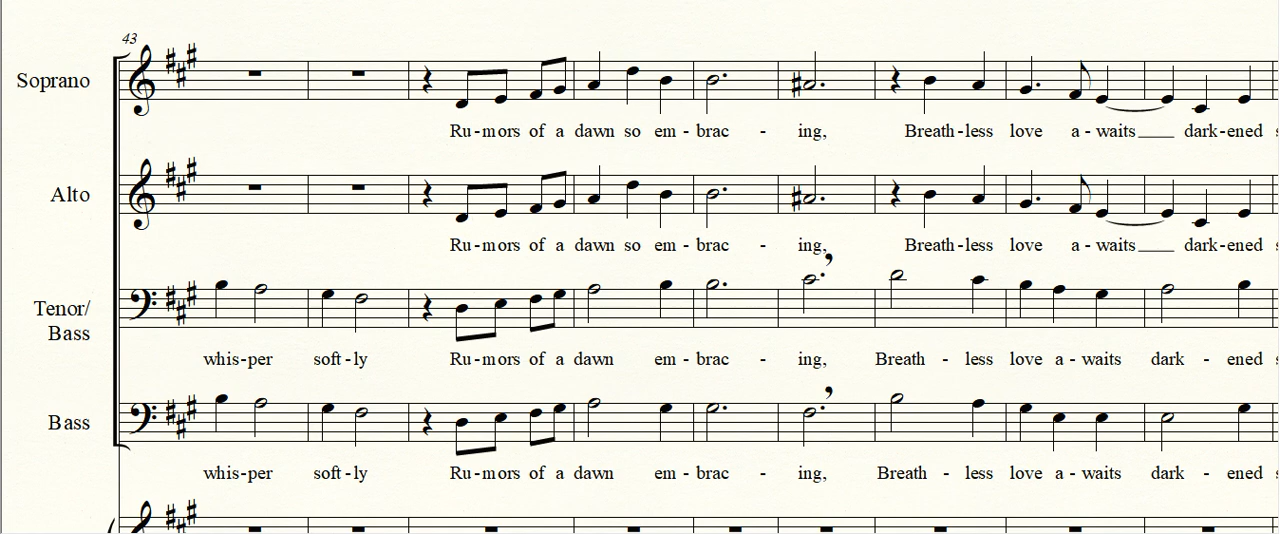 43
Soprano
Ru - mors of a dawn so em - brac - ing, Breath - less love a - waits dark - ened
Alto
Ru - mors of a dawn so em - brac - ing, Breath - less love a - waits dark - ened
Tenor/
Bass
whis - per soft - ly Ru - mors of a dawn em - brac - ing, Breath - less love a - waits dark - ened
Bass
whis - per soft - ly Ru - mors of a dawn em - brac - ing, Breath - less love a - waits dark - ened